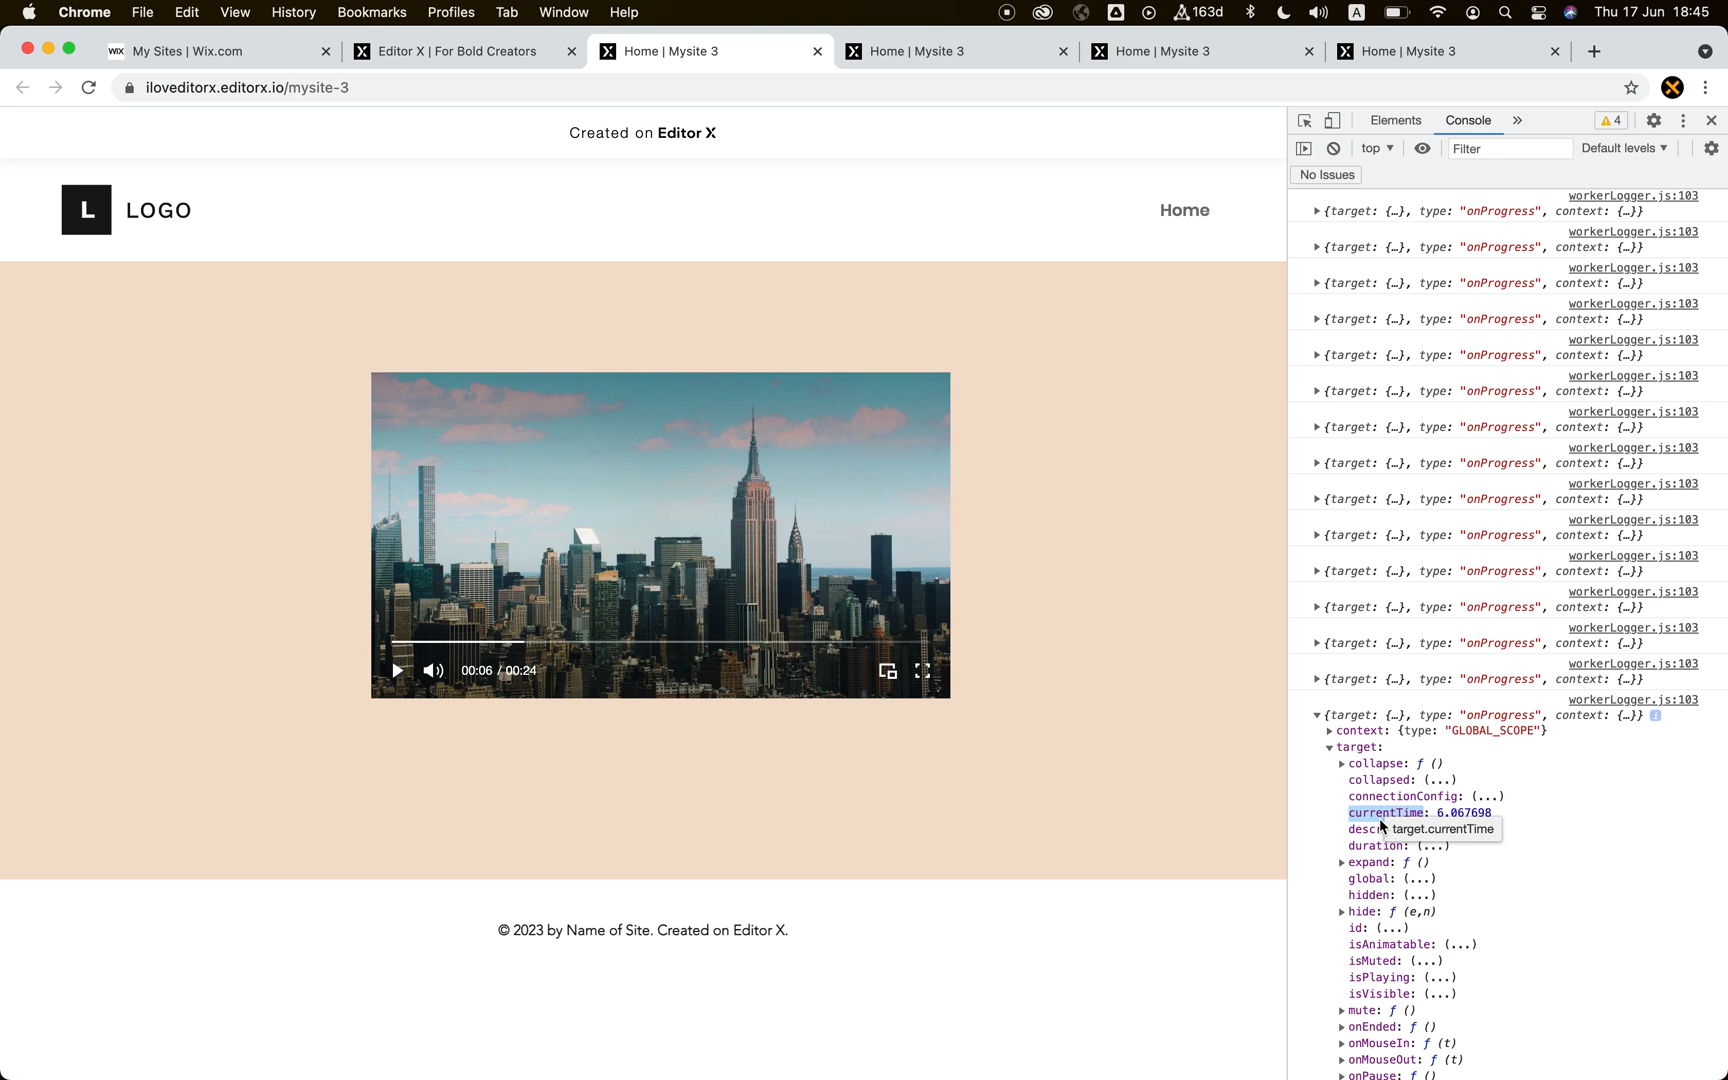 Chrome File Edit View History Bookmarks Profiles Tab Window Help 163d A Thu 17 Jun 18:45
WIX My Sites | Wix.com Editor X | For Bold Creators Home | Mysite 3 Home | Mysite 3 Home | Mysite 3 Home | Mysite 3
iloveditorx.editorx.io/mysite-3
Created on Editor X
L LOGO
Home
00:06 / 00:24
© 2023 by Name of Site. Created on Editor X.
Elements Console 4
top Filter Default levels
No Issues
workerLogger.js:103
{target: {…}, type: "onProgress", context: {…}}
workerLogger.js:103
{target: {…}, type: "onProgress", context: {…}}
workerLogger.js:103
{target: {…}, type: "onProgress", context: {…}}
workerLogger.js:103
{target: {…}, type: "onProgress", context: {…}}
workerLogger.js:103
{target: {…}, type: "onProgress", context: {…}}
workerLogger.js:103
{target: {…}, type: "onProgress", context: {…}}
workerLogger.js:103
{target: {…}, type: "onProgress", context: {…}}
workerLogger.js:103
{target: {…}, type: "onProgress", context: {…}}
workerLogger.js:103
{target: {…}, type: "onProgress", context: {…}}
workerLogger.js:103
{target: {…}, type: "onProgress", context: {…}}
workerLogger.js:103
{target: {…}, type: "onProgress", context: {…}}
workerLogger.js:103
{target: {…}, type: "onProgress", context: {…}}
workerLogger.js:103
{target: {…}, type: "onProgress", context: {…}}
workerLogger.js:103
{target: {…}, type: "onProgress", context: {…}}
workerLogger.js:103
{target: {…}, type: "onProgress", context: {…}} i
context: {type: "GLOBAL_SCOPE"}
target:
collapse: ƒ ()
collapsed: (...)
connectionConfig: (...)
currentTime: 6.067698
descr
target.currentTime
duration: (...)
expand: ƒ ()
global: (...)
hidden: (...)
hide: ƒ (e,n)
id: (...)
isAnimatable: (...)
isMuted: (...)
isPlaying: (...)
isVisible: (...)
mute: ƒ ()
onEnded: ƒ ()
onMouseIn: ƒ (t)
onMouseOut: ƒ (t)
onPause: ƒ ()